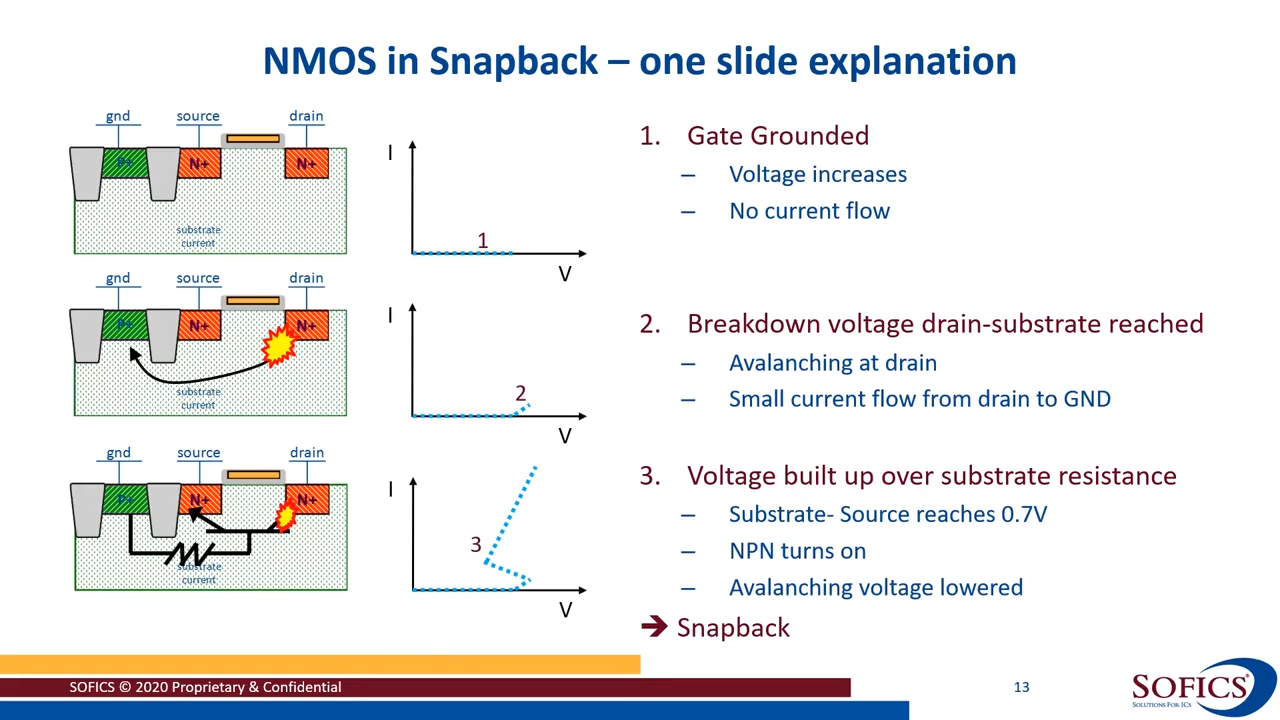 NMOS in Snapback – one slide explanation
gnd source drain
P+ N+ N+
substrate
current
I
1
V
1. Gate Grounded
– Voltage increases
– No current flow
gnd source drain
P+ N+ N+
substrate
current
I
2
V
2. Breakdown voltage drain-substrate reached
– Avalanching at drain
– Small current flow from drain to GND
gnd source drain
P+ N+ N+
substrate
current
I
3
V
3. Voltage built up over substrate resistance
– Substrate- Source reaches 0.7V
– NPN turns on
– Avalanching voltage lowered
➔ Snapback
SOFICS © 2020 Proprietary & Confidential
13
SOFICS®
SOLUTIONS FOR ICS